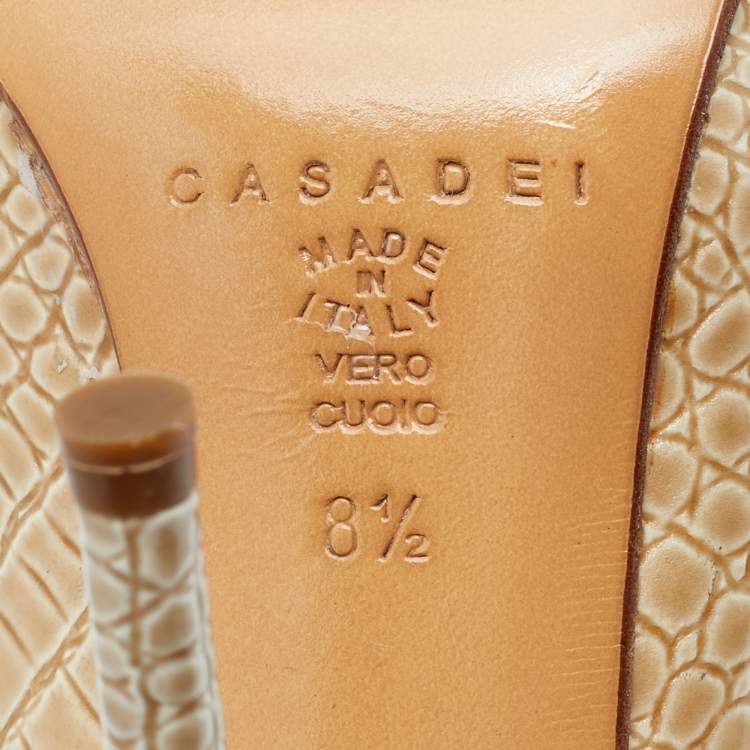 CASADEI
MADE
IN
ITALY
VERO
CUOIO
8½